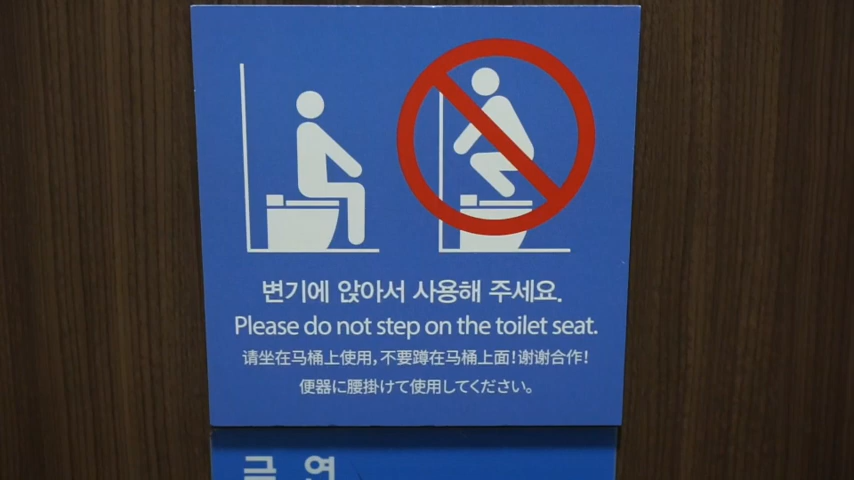 변기에 앉아서 사용해 주세요.
Please do not step on the toilet seat.
请坐在马桶上使用,不要蹲在马桶上面!谢谢合作!
便器に腰掛けて使用してください。
금 연